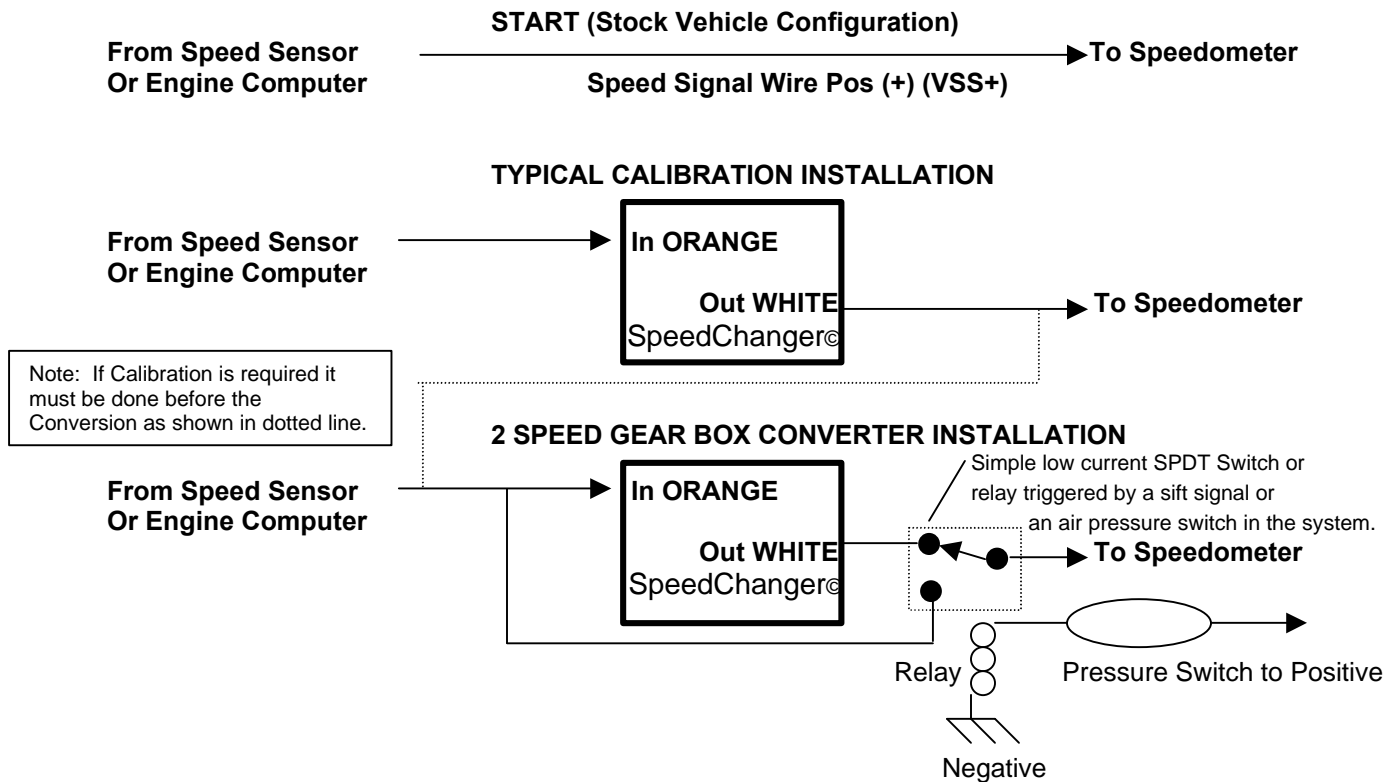 START (Stock Vehicle Configuration)
From Speed Sensor
Or Engine Computer
To Speedometer
Speed Signal Wire Pos (+) (VSS+)
TYPICAL CALIBRATION INSTALLATION
From Speed Sensor
Or Engine Computer
In ORANGE
Out WHITE
SpeedChanger©
To Speedometer
Note: If Calibration is required it
must be done before the
Conversion as shown in dotted line.
2 SPEED GEAR BOX CONVERTER INSTALLATION
From Speed Sensor
Or Engine Computer
In ORANGE
Out WHITE
SpeedChanger©
Simple low current SPDT Switch or
relay triggered by a sift signal or
an air pressure switch in the system.
To Speedometer
Relay
Pressure Switch to Positive
Negative